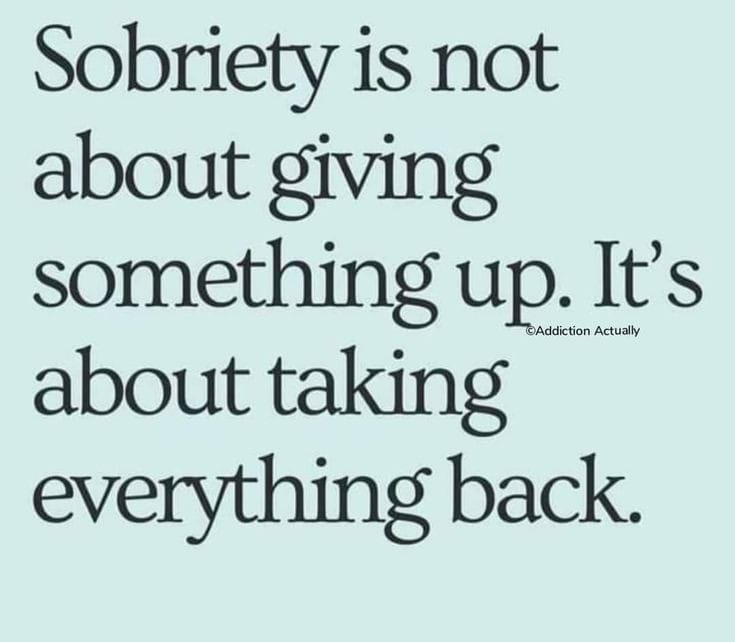 Sobriety is not
about giving
something up. It’s
©Addiction Actually
about taking
everything back.